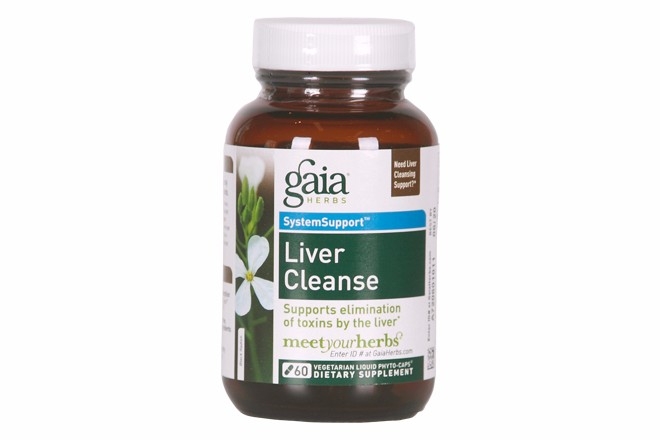 gaia
HERBS
Need Liver
Cleansing
Support?*
SystemSupport™
Liver
Cleanse
Supports elimination
of toxins by the liver*
meetyourherbs
Enter ID # at GaiaHerbs.com
60
VEGETARIAN LIQUID PHYTO-CAPS™
DIETARY SUPPLEMENT